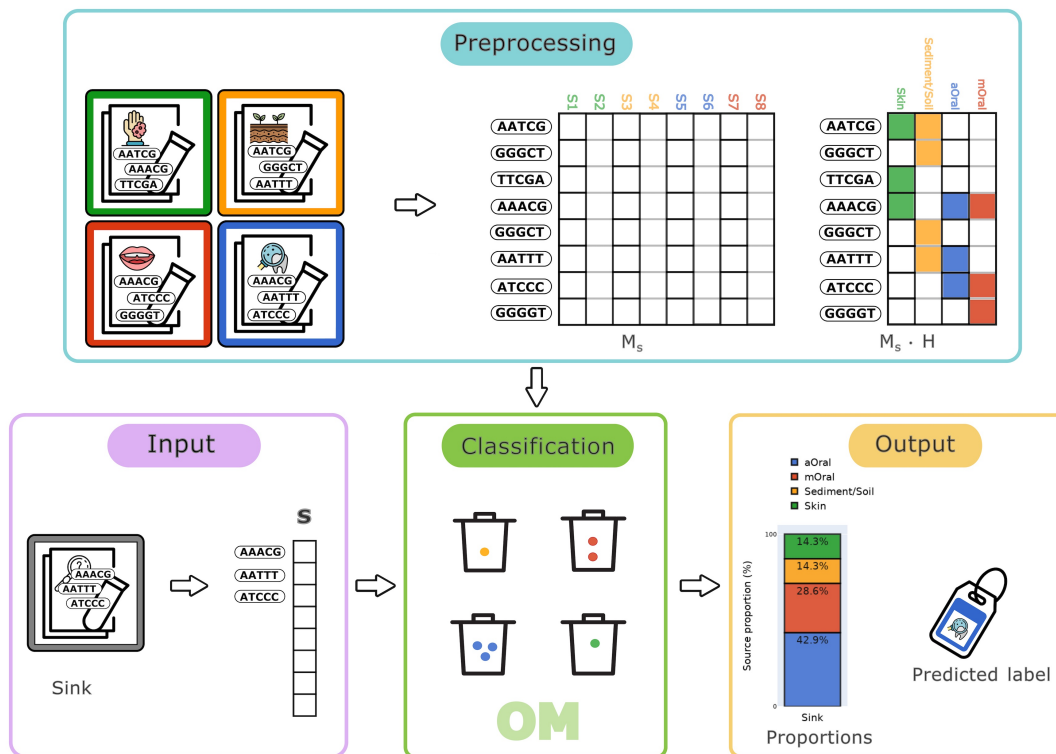 Preprocessing
AATCG
AAACG
TTCGA
AATCG
GGGCT
AATTT
AAACG
ATCCC
GGGGT
AAACG
AATTT
ATCCC
S1 S2 S3 S4 S5 S6 S7 S8
AATCG
GGGCT
TTCGA
AAACG
GGGCT
AATTT
ATCCC
GGGGT
Ms
Skin Sediment/Soil aOral mOral
AATCG
GGGCT
TTCGA
AAACG
GGGCT
AATTT
ATCCC
GGGGT
Ms · H
Input
?
AAACG
AATTT
ATCCC
Sink
S
AAACG
AATTT
ATCCC
Classification
OM
Output
aOral
mOral
Sediment/Soil
Skin
Source proportion (%)
100
0
14.3%
14.3%
28.6%
42.9%
Sink
Proportions
Predicted label